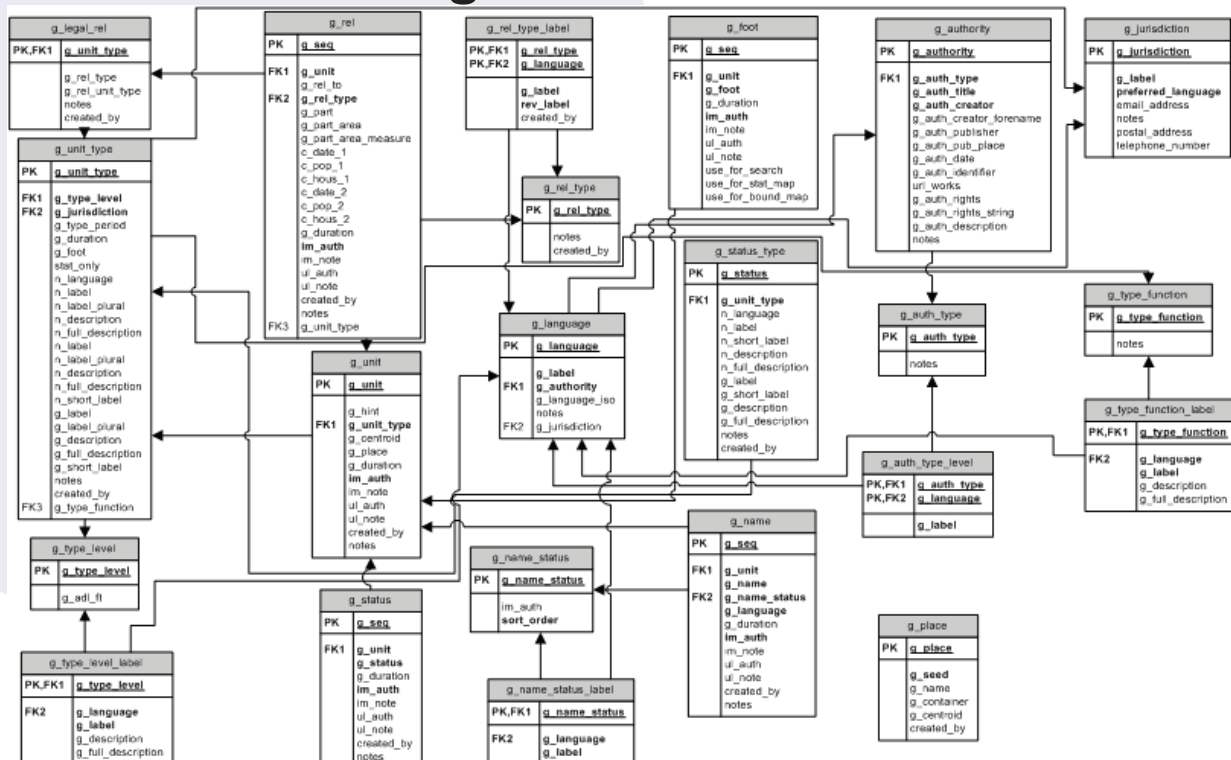 g_legal_rel
PK,FK1 g_unit_type
g_rel_type
g_rel_unit_type
notes
created_by
g_unit_type
PK g_unit_type
FK1 g_type_level
FK2 g_jurisdiction
g_type_period
g_duration
g_foot
stat_only
n_language
n_label
n_label_plural
n_description
n_full_description
n_label
n_label_plural
n_description
n_full_description
n_short_label
g_label
g_label_plural
g_description
g_full_description
g_short_label
notes
created_by
FK3 g_type_function
g_type_level
PK g_type_level
g_adl_ft
g_type_level_label
PK,FK1 g_type_level
FK2 g_language
g_label
g_description
g_full_description
g_rel
PK g_seq
FK1 g_unit
g_rel_to
FK2 g_rel_type
g_part
g_part_area
g_part_area_measure
c_date_1
c_pop_1
c_hous_1
c_date_2
c_pop_2
c_hous_2
g_duration
im_auth
im_note
ul_auth
ul_note
created_by
notes
FK3 g_unit_type
g_unit
PK g_unit
g_hint
FK1 g_unit_type
g_centroid
g_place
g_duration
im_auth
im_note
ul_auth
ul_note
created_by
notes
g_status
PK g_seq
FK1 g_unit
g_status
g_duration
im_auth
im_note
ul_auth
ul_note
created_by
notes
g_rel_type_label
PK,FK1 g_rel_type
PK,FK2 g_language
g_label
rev_label
created_by
g_rel_type
PK g_rel_type
notes
created_by
g_language
PK g_language
g_label
FK1 g_authority
g_language_iso
notes
FK2 g_jurisdiction
g_name_status
PK g_name_status
im_auth
sort_order
g_name_status_label
PK,FK1 g_name_status
FK2 g_language
g_label
g_foot
PK g_seq
FK1 g_unit
g_foot
g_duration
im_auth
im_note
ul_auth
ul_note
use_for_search
use_for_stat_map
use_for_bound_map
g_status_type
PK g_status
FK1 g_unit_type
n_language
n_label
n_short_label
n_description
n_full_description
g_label
g_short_label
g_description
g_full_description
notes
created_by
g_name
PK g_seq
FK1 g_unit
g_name
FK2 g_name_status
g_language
g_duration
im_auth
im_note
ul_auth
ul_note
created_by
notes
g_authority
PK g_authority
FK1 g_auth_type
g_auth_title
g_auth_creator
g_auth_creator_forename
g_auth_publisher
g_auth_pub_place
g_auth_date
g_auth_identifier
url_works
g_auth_rights
g_auth_rights_string
g_auth_description
notes
g_auth_type
PK g_auth_type
notes
g_auth_type_level
PK,FK1 g_auth_type
PK,FK2 g_language
g_label
g_place
PK g_place
g_seed
g_name
g_container
g_centroid
created_by
g_jurisdiction
PK g_jurisdiction
g_label
preferred_language
email_address
notes
postal_address
telephone_number
g_type_function
PK g_type_function
notes
g_type_function_label
PK,FK1 g_type_function
FK2 g_language
g_label
g_description
g_full_description